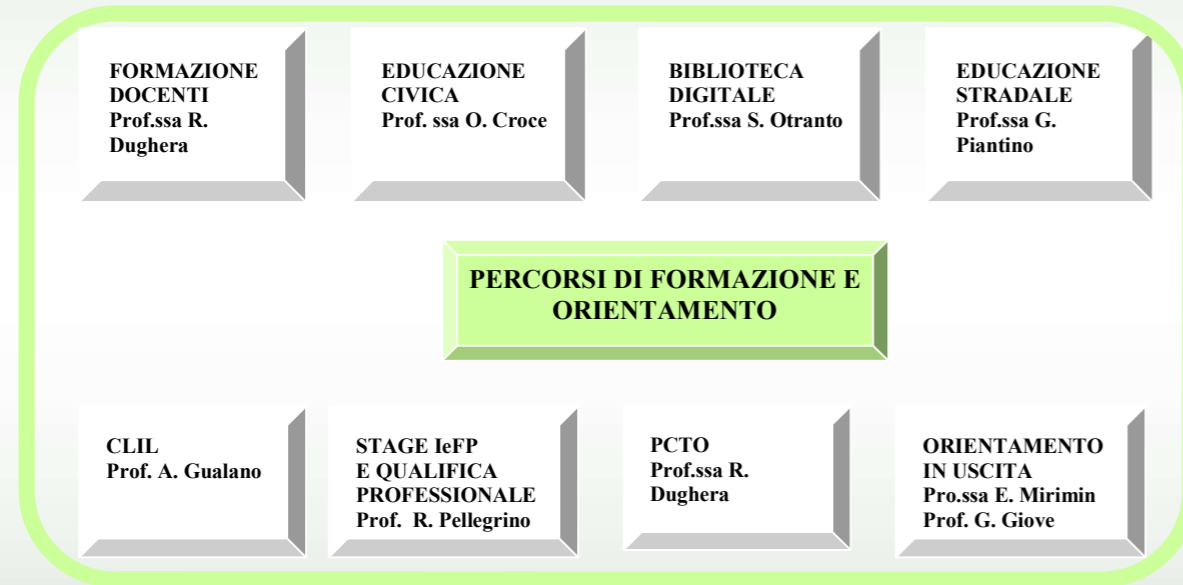 FORMAZIONE
DOCENTI
Prof.ssa R.
Dughera
EDUCAZIONE
CIVICA
Prof. ssa O. Croce
BIBLIOTECA
DIGITALE
Prof.ssa S. Otranto
EDUCAZIONE
STRADALE
Prof.ssa G.
Piantino
PERCORSI DI FORMAZIONE E
ORIENTAMENTO
CLIL
Prof. A. Gualano
STAGE IeFP
E QUALIFICA
PROFESSIONALE
Prof. R. Pellegrino
PCTO
Prof.ssa R.
Dughera
ORIENTAMENTO
IN USCITA
Pro.ssa E. Mirimin
Prof. G. Giove